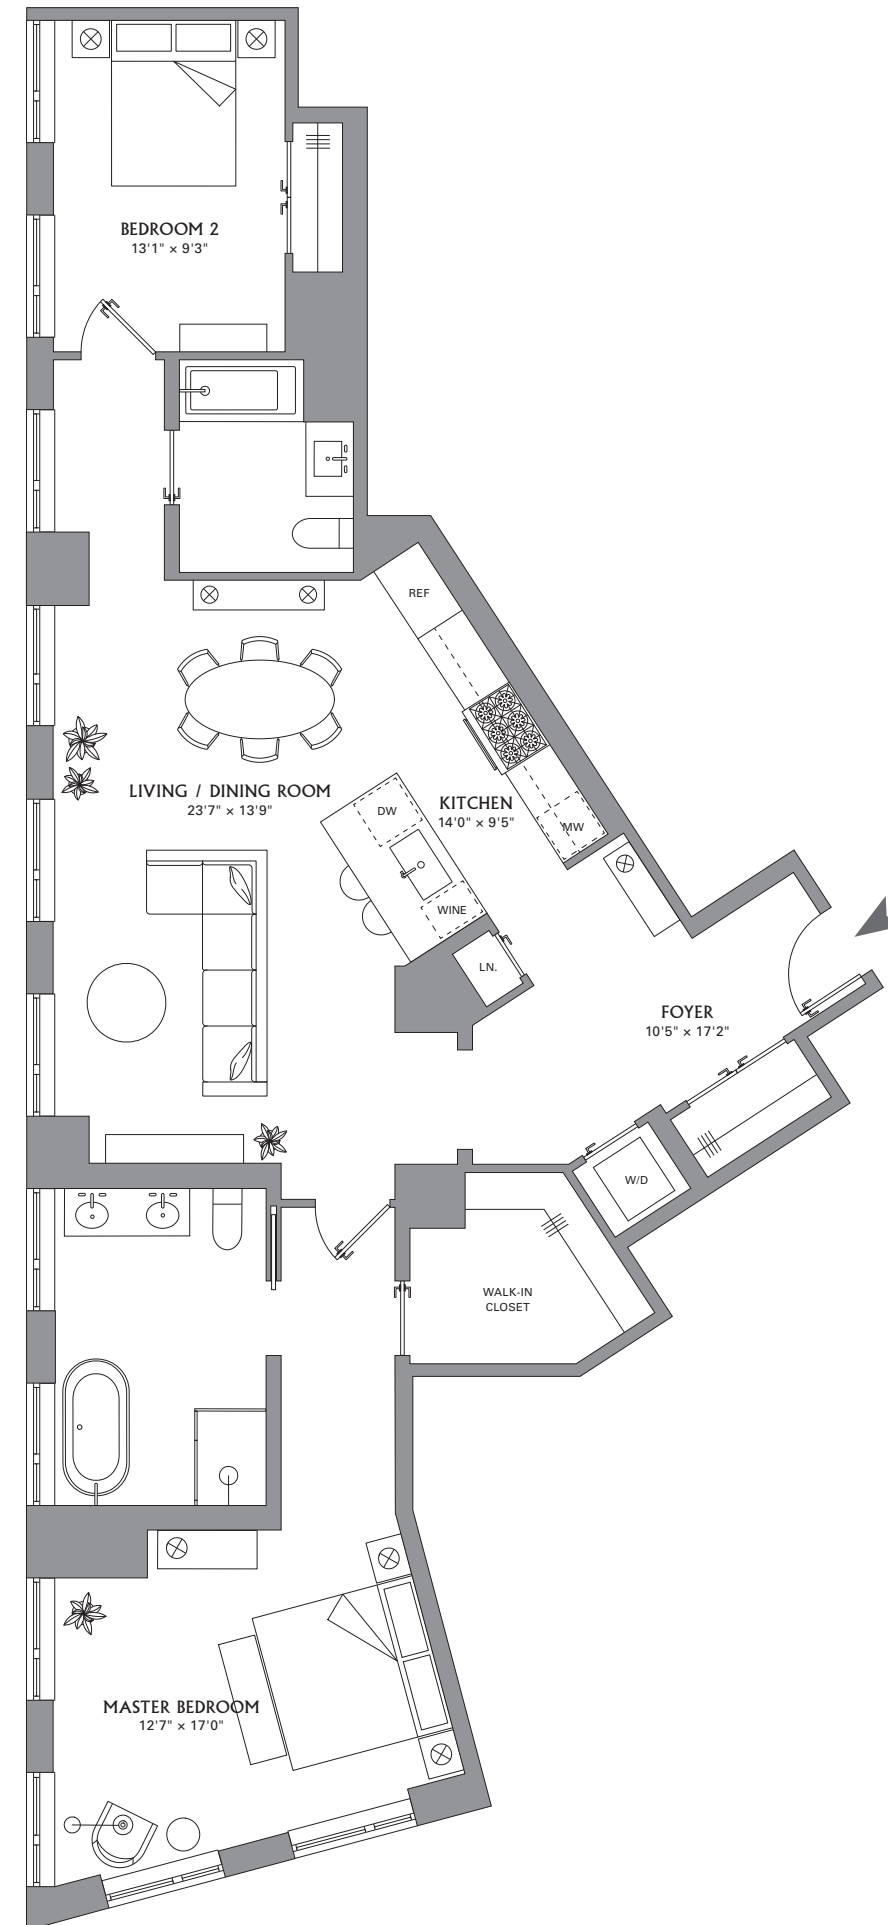 BEDROOM 2
13'1" × 9'3"
REF
LIVING / DINING ROOM
23'7" × 13'9"
DW
KITCHEN
14'0" × 9'5"
MW
WINE
LN.
FOYER
10'5" × 17'2"
W/D
WALK-IN
CLOSET
MASTER BEDROOM
12'7" × 17'0"